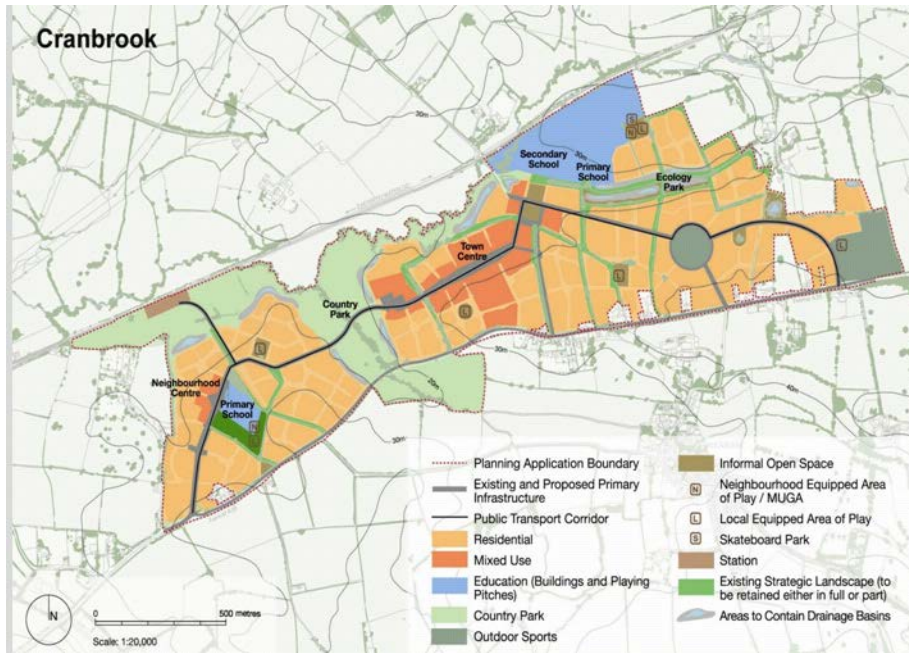 Cranbrook
30m
30m
Secondary
School
Primary
School
Ecology
Park
Town
Centre
Country
Park
Neighbourhood
Centre
Primary
School
30m
20m
30m
40m
N
S
N L
L
L
L
L
N
0 500 metres
Scale: 1:20,000
Planning Application Boundary
Existing and Proposed Primary
Infrastructure
Public Transport Corridor
Residential
Mixed Use
Education (Buildings and Playing
Pitches)
Country Park
Outdoor Sports
Informal Open Space
N Neighbourhood Equipped Area
of Play / MUGA
L Local Equipped Area of Play
S Skateboard Park
Station
Existing Strategic Landscape (to
be retained either in full or part)
Areas to Contain Drainage Basins